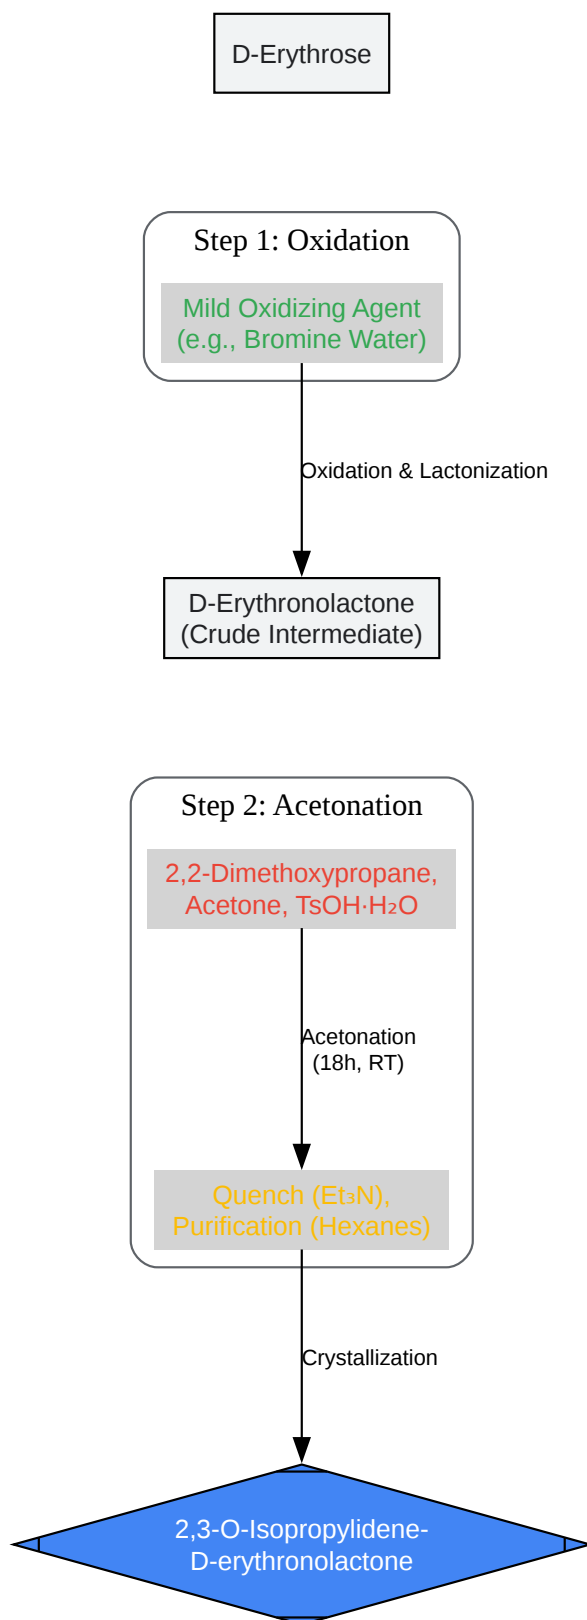 D-Erythrose
Step 1: Oxidation
Mild Oxidizing Agent
(e.g., Bromine Water)
Oxidation & Lactonization
D-Erythronolactone
(Crude Intermediate)
Step 2: Acetonation
2,2-Dimethoxypropane,
Acetone, TsOH·H₂O
Acetonation
(18h, RT)
Quench (Et₃N),
Purification (Hexanes)
Crystallization
2,3-O-Isopropylidene-
D-erythronolactone